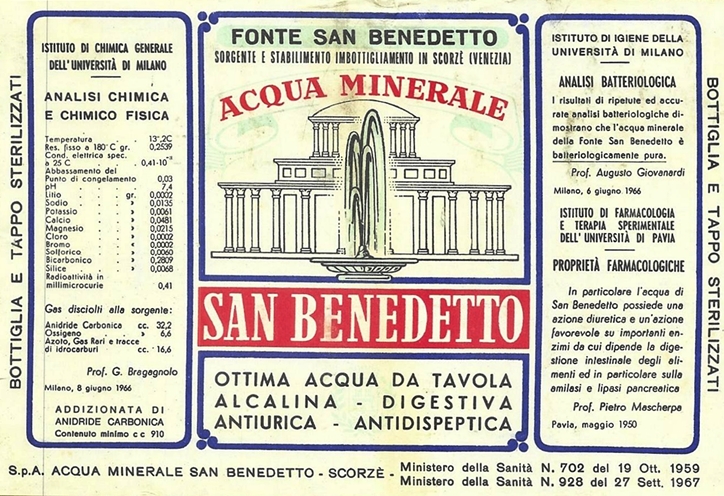 BOTTIGLIA E TAPPO STERILIZZATI
ISTITUTO DI CHIMICA GENERALE
DELL'UNIVERSITÀ DI MILANO
ANALISI CHIMICA
E CHIMICO FISICA
Temperatura 13°,2C
Res. fisso a 180°C gr. 0,2539
Cond. elettrica spec.
a 25 C 0,41·10⁻³
Abbassamento del
Punto di congelamento 0,03
pH 7,4
Litio gr. 0,0002
Sodio » 0,0135
Potassio » 0,0061
Calcio » 0,0481
Magnesio » 0,0215
Cloro » 0,0002
Bromo » 0,0002
Solforico » 0,0060
Bicarbonico » 0,2809
Silice » 0,0068
Radioattività in
millimicrocurie 0,41
Gas disciolti alla sorgente:
Anidride Carbonica cc. 32,2
Ossigeno » 6,6
Azoto, Gas Rari e tracce
di idrocarburi cc. 16,6
Prof. G. Bragagnolo
Milano, 8 giugno 1966
ADDIZIONATA DI
ANIDRIDE CARBONICA
Contenuto minimo cc 910
FONTE SAN BENEDETTO
SORGENTE E STABILIMENTO IMBOTTIGLIAMENTO IN SCORZÈ (VENEZIA)
ACQUA MINERALE
SAN BENEDETTO
OTTIMA ACQUA DA TAVOLA
ALCALINA - DIGESTIVA
ANTIURICA - ANTIDISPEPTICA
ISTITUTO DI IGIENE DELLA
UNIVERSITÀ DI MILANO
ANALISI BATTERIOLOGICA
I risultati di ripetute ed accu-
rate analisi batteriologiche di-
mostrano che l'acqua minerale
della Fonte San Benedetto è
batteriologicamente pura.
Prof. Augusto Giovanardi
Milano, 6 giugno 1966
ISTITUTO DI FARMACOLOGIA
E TERAPIA SPERIMENTALE
DELL'UNIVERSITÀ DI PAVIA
PROPRIETÀ FARMACOLOGICHE
In particolare l'acqua di
San Benedetto possiede una
azione diuretica e un'azione
favorevole su importanti en-
zimi da cui dipende la dige-
stione intestinale degli ali-
menti ed in particolare sulla
amilasi e lipasi pancreatica
Prof. Pietro Mascherpa
Pavia, maggio 1950
BOTTIGLIA E TAPPO STERILIZZATI
S.p.A. ACQUA MINERALE SAN BENEDETTO - SCORZÈ - Ministero della Sanità N. 702 del 19 Ott. 1959
Ministero della Sanità N. 928 del 27 Sett. 1967